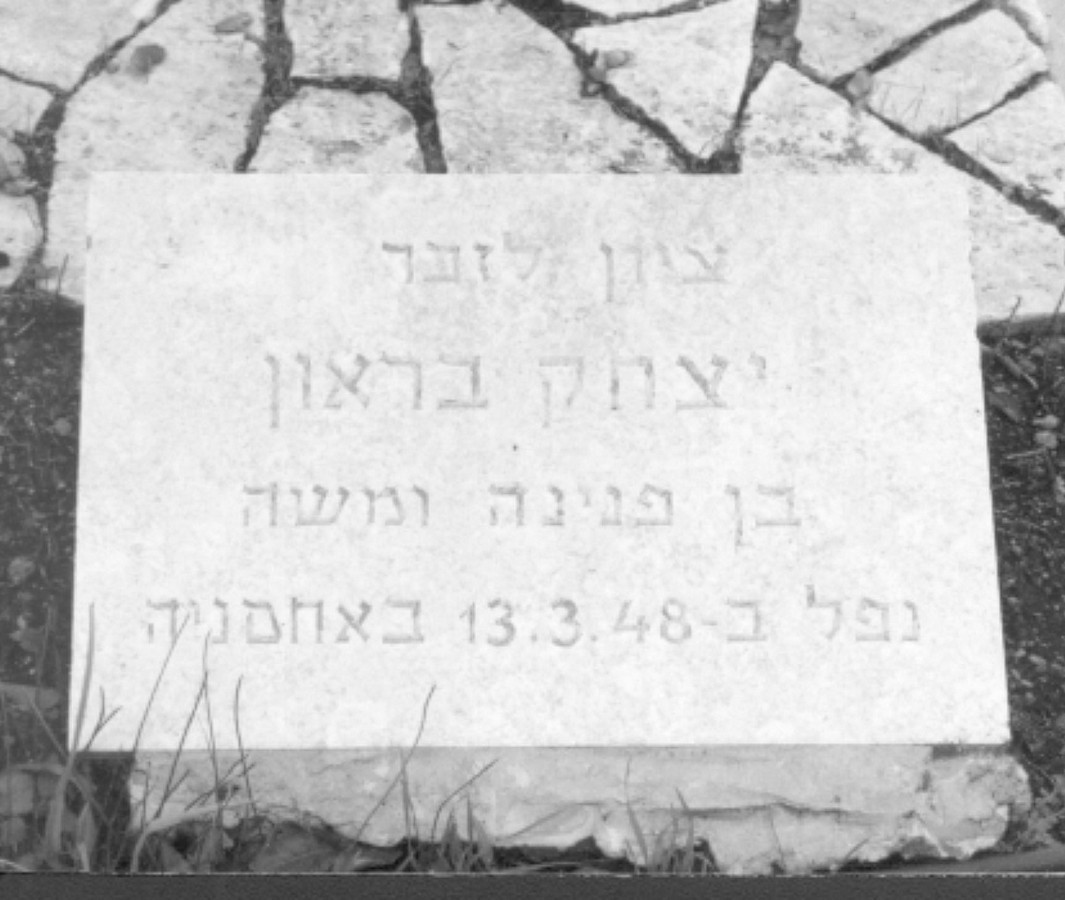 ציון לזכר
יצחק בראון
בן פנינה ומשה
נפל ב-13.3.48 באחסניה